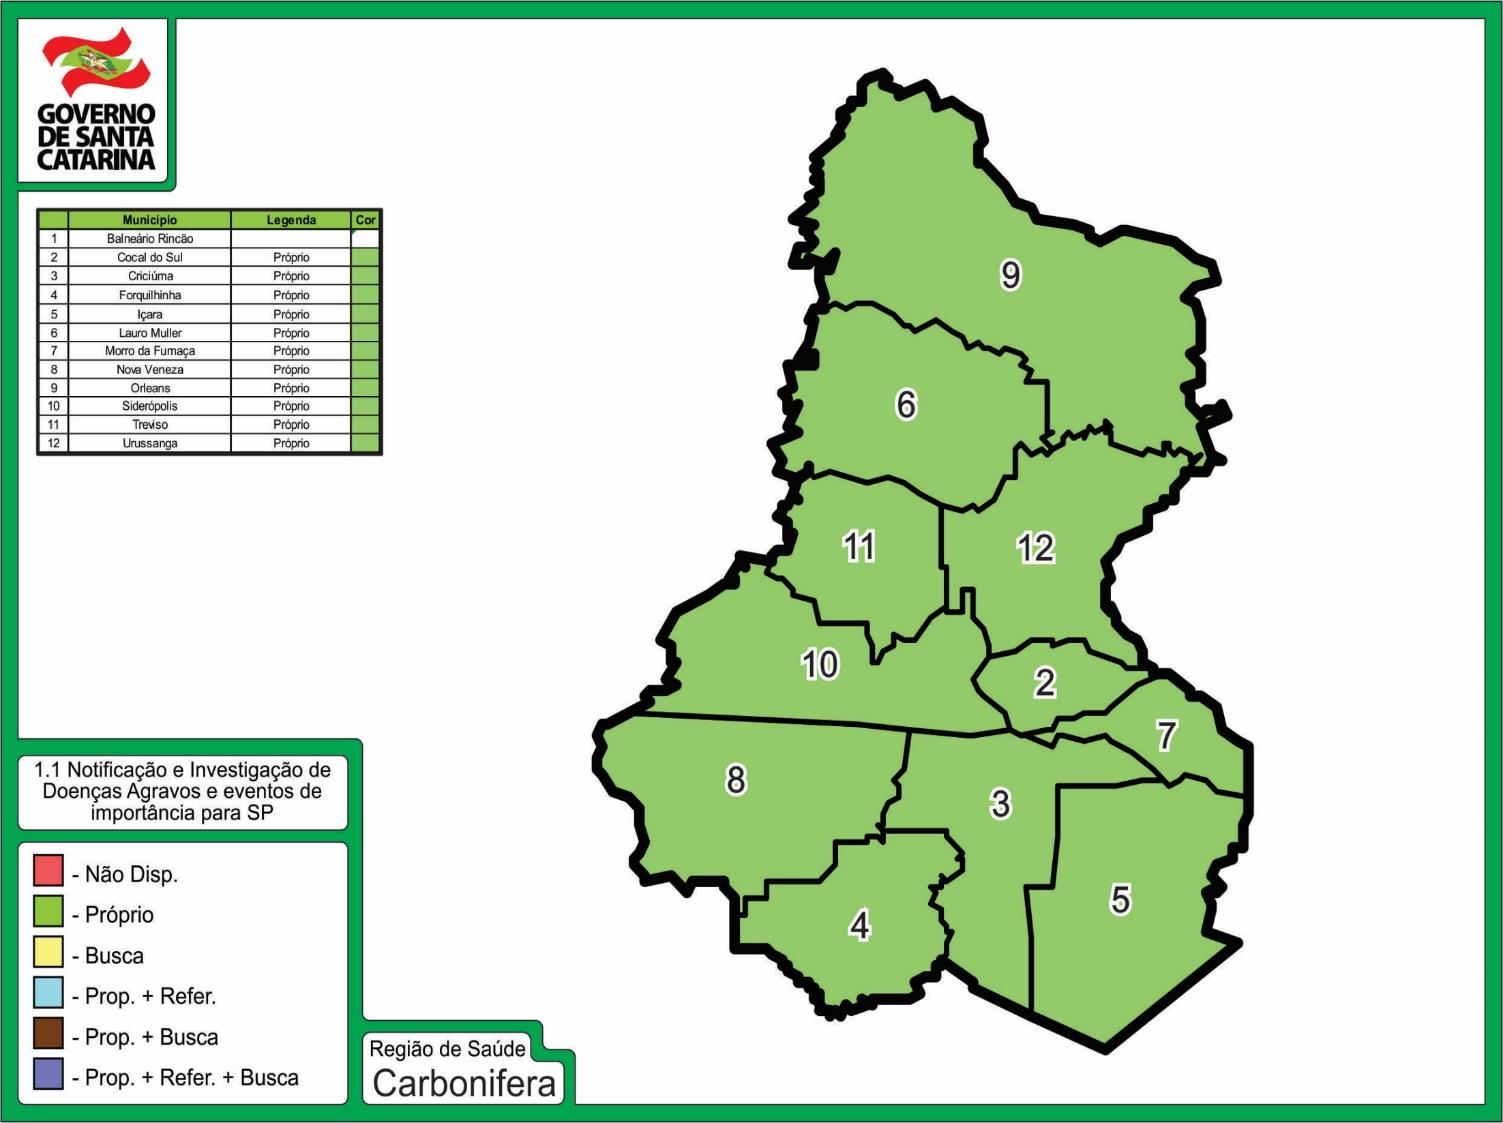 GOVERNO
DE SANTA
CATARINA
Município Legenda Cor
1 Balneário Rincão
2 Cocal do Sul Próprio
3 Criciúma Próprio
4 Forquilhinha Próprio
5 Içara Próprio
6 Lauro Muller Próprio
7 Morro da Fumaça Próprio
8 Nova Veneza Próprio
9 Orleans Próprio
10 Siderópolis Próprio
11 Treviso Próprio
12 Urussanga Próprio
9
6
11
12
10
2
7
8
3
5
4
1.1 Notificação e Investigação de
Doenças Agravos e eventos de
importância para SP
- Não Disp.
- Próprio
- Busca
- Prop. + Refer.
- Prop. + Busca
- Prop. + Refer. + Busca
Região de Saúde
Carbonifera